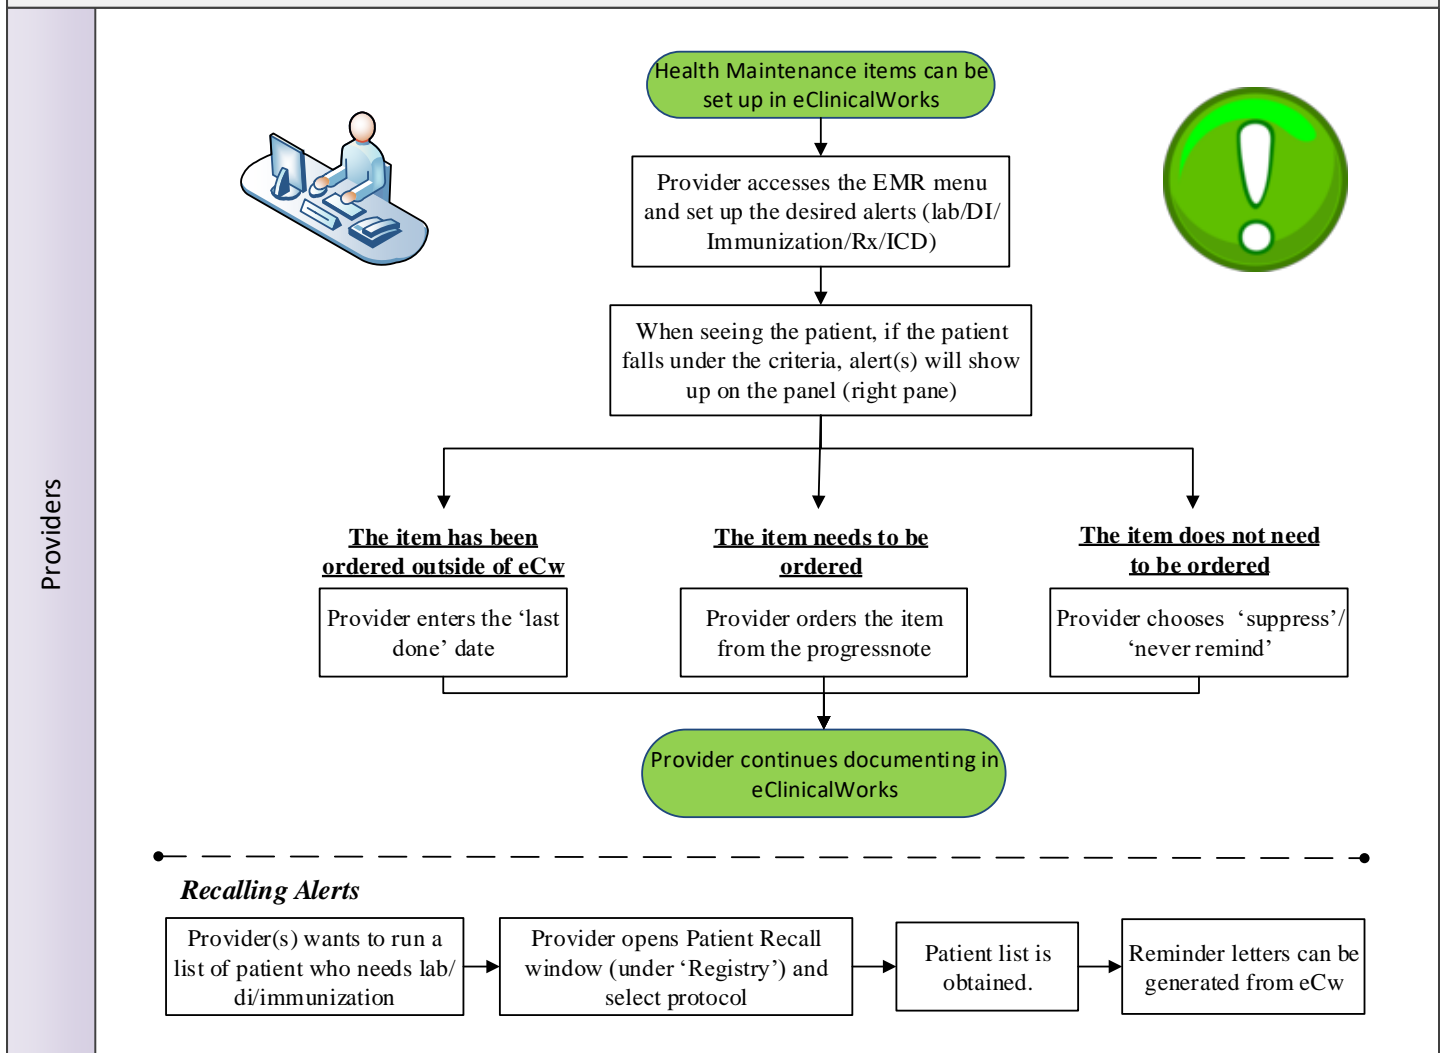 Health Maintenance items can be
set up in eClinicalWorks
Provider accesses the EMR menu
and set up the desired alerts (lab/DI/
Immunization/Rx/ICD)
When seeing the patient, if the patient
falls under the criteria, alert(s) will show
up on the panel (right pane)
Providers
The item has been
ordered outside of eCw
Provider enters the ‘last
done’ date
The item needs to be
ordered
Provider orders the item
from the progressnote
The item does not need
to be ordered
Provider chooses ‘suppress’/
‘never remind’
Provider continues documenting in
eClinicalWorks
Recalling Alerts
Provider(s) wants to run a
list of patient who needs lab/
di/immunization
Provider opens Patient Recall
window (under ‘Registry’) and
select protocol
Patient list is
obtained.
Reminder letters can be
generated from eCw